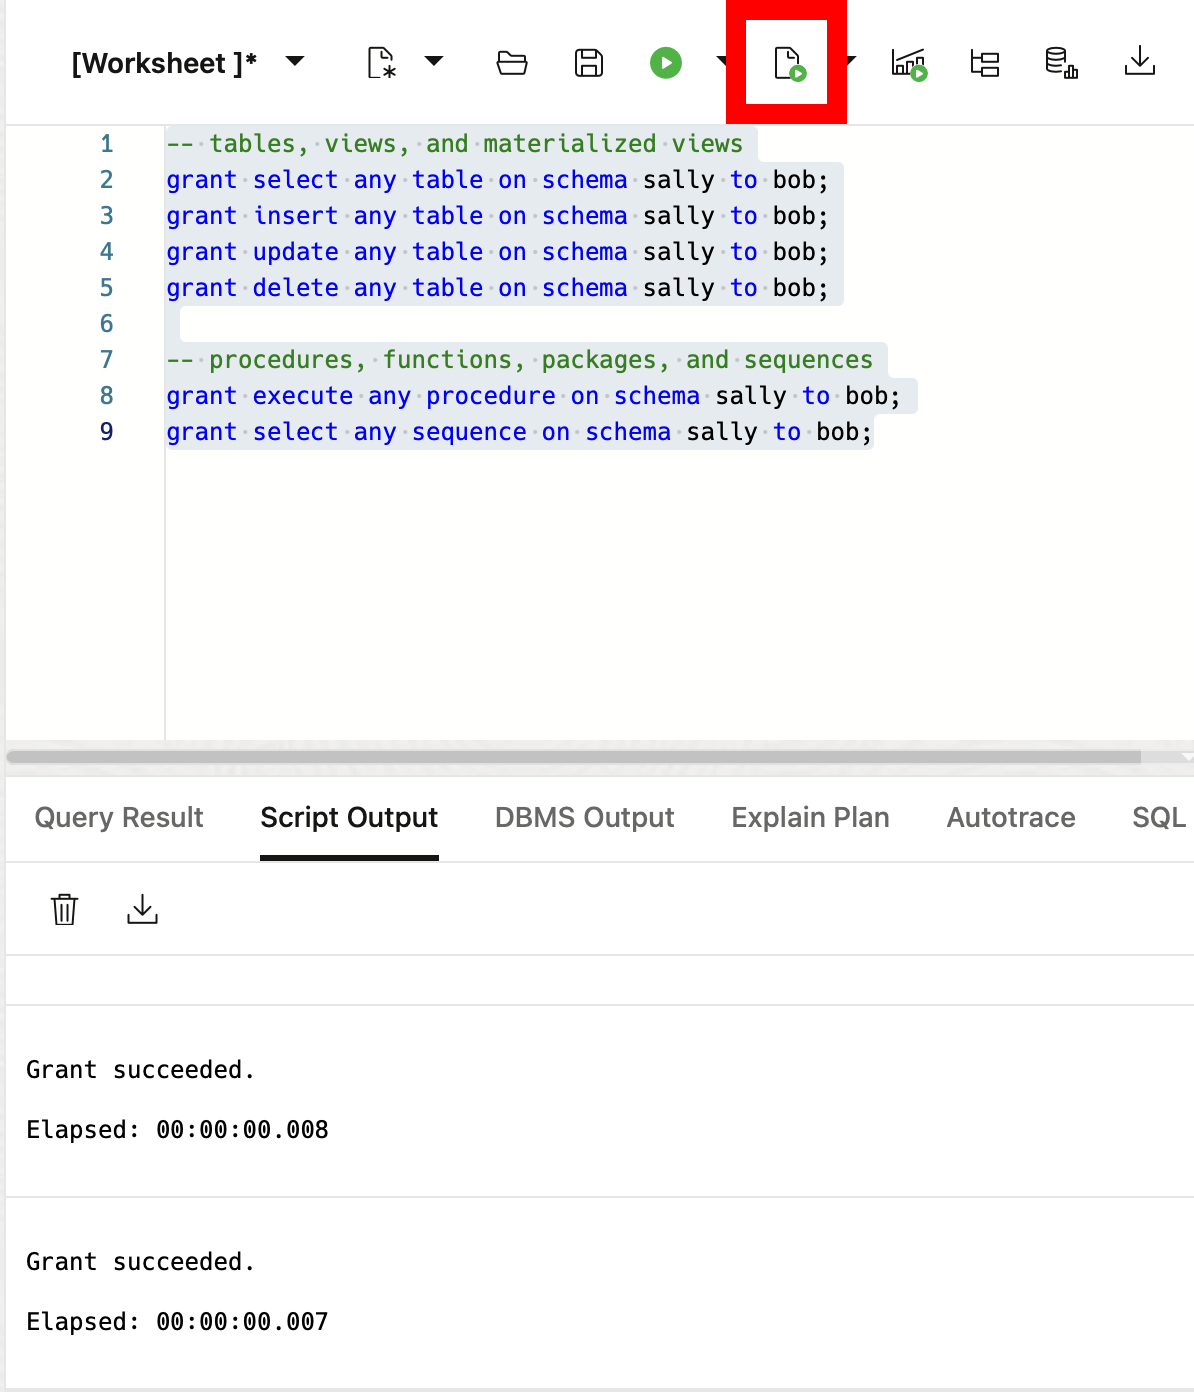 [Worksheet ]*
1 -- tables, views, and materialized views
2 grant select any table on schema sally to bob;
3 grant insert any table on schema sally to bob;
4 grant update any table on schema sally to bob;
5 grant delete any table on schema sally to bob;
6
7 -- procedures, functions, packages, and sequences
8 grant execute any procedure on schema sally to bob;
9 grant select any sequence on schema sally to bob;
Query Result Script Output DBMS Output Explain Plan Autotrace SQL
Grant succeeded.
Elapsed: 00:00:00.008
Grant succeeded.
Elapsed: 00:00:00.007